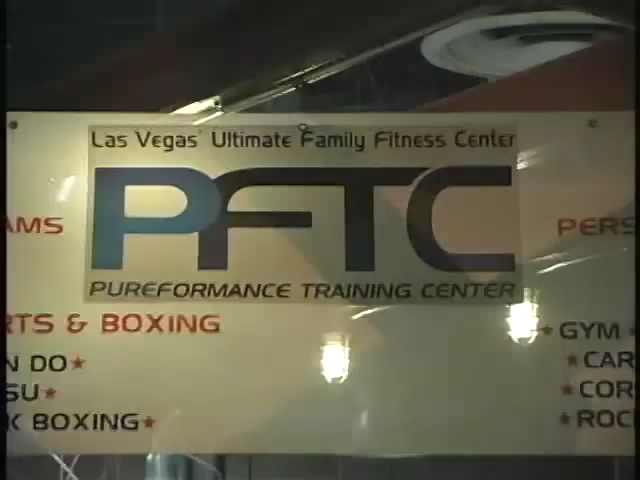 Las Vegas' Ultimate Family Fitness Center
PFTC
PUREFORMANCE TRAINING CENTER
AMS
PERS
RTS & BOXING
N DO★
SU★
K BOXING★
★GYM
★CAR
★COR
★ROC